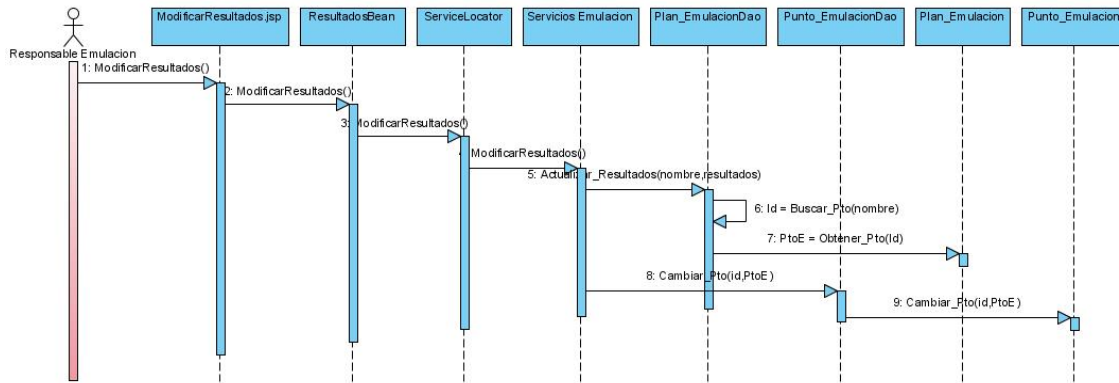 ModificarResultados.jsp
ResultadosBean
ServiceLocator
Servicios Emulacion
Plan_EmulacionDao
Punto_EmulacionDao
Plan_Emulacion
Punto_Emulacion
Responsable Emulacion
1: ModificarResultados()
2: ModificarResultados()
3: ModificarResultados()
4: ModificarResultados()
5: Actualizar_Resultados(nombre,resultados)
6: Id = Buscar_Pto(nombre)
7: PtoE = Obtener_Pto(Id)
8: Cambiar_Pto(id,PtoE)
9: Cambiar_Pto(id,PtoE)